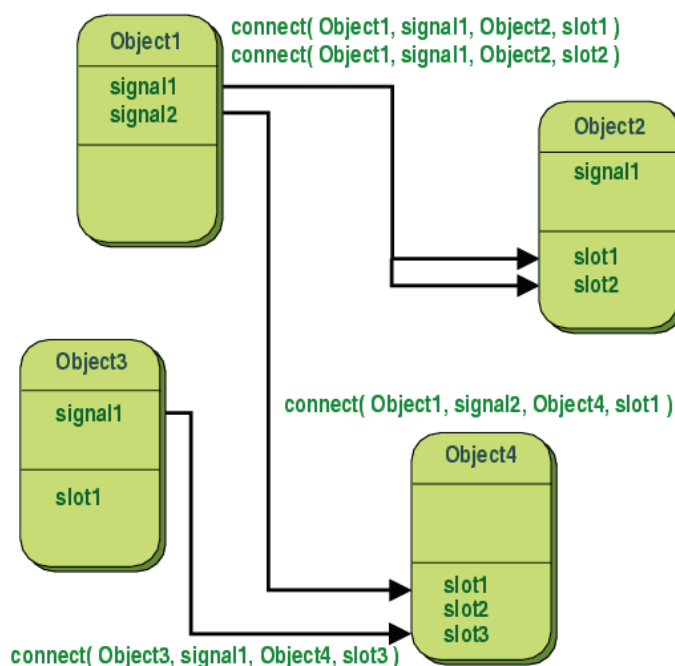 Object1
connect( Object1, signal1, Object2, slot1 )
connect( Object1, signal1, Object2, slot2 )
signal1
signal2
Object2
signal1
slot1
slot2
Object3
signal1
slot1
connect( Object1, signal2, Object4, slot1 )
Object4
slot1
slot2
slot3
connect( Object3, signal1, Object4, slot3 )